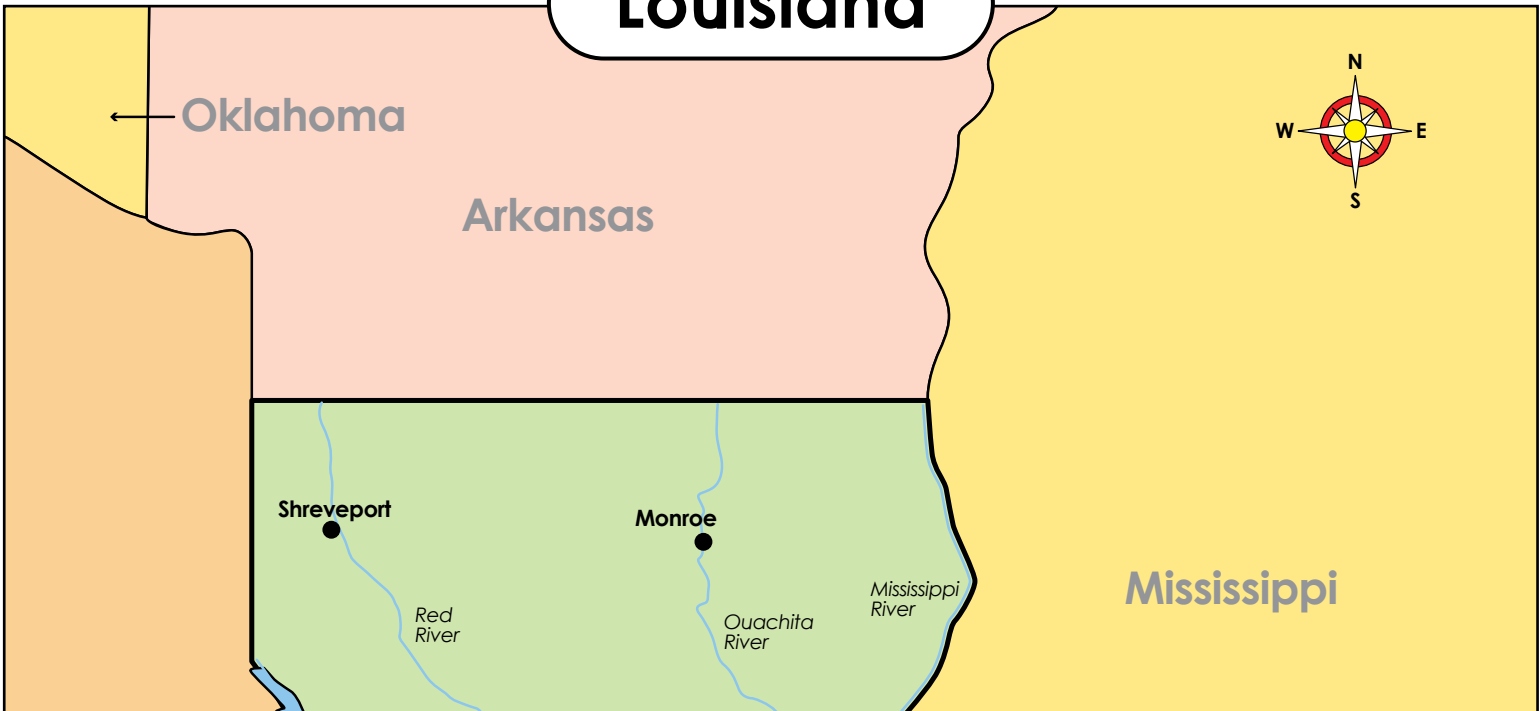 Louisiana
N
W E
S
Oklahoma
Arkansas
Shreveport
Monroe
Mississippi
River
Mississippi
Red
River
Ouachita
River